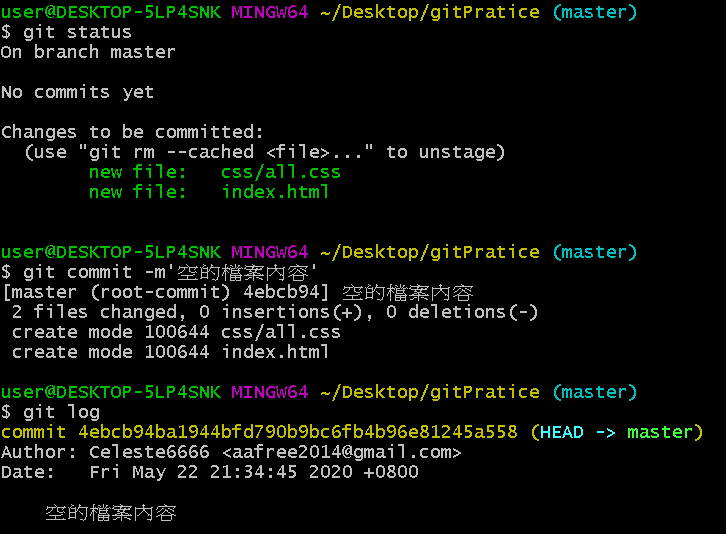 user@DESKTOP-5LP4SNK MINGW64 ~/Desktop/gitPratice (master)
$ git status
On branch master
No commits yet
Changes to be committed:
(use "git rm --cached <file>..." to unstage)
new file: css/all.css
new file: index.html
user@DESKTOP-5LP4SNK MINGW64 ~/Desktop/gitPratice (master)
$ git commit -m'空的檔案內容'
[master (root-commit) 4ebcb94] 空的檔案內容
2 files changed, 0 insertions(+), 0 deletions(-)
create mode 100644 css/all.css
create mode 100644 index.html
user@DESKTOP-5LP4SNK MINGW64 ~/Desktop/gitPratice (master)
$ git log
commit 4ebcb94ba1944bfd790b9bc6fb4b96e81245a558 (HEAD -> master)
Author: Celeste6666 <aafree2014@gmail.com>
Date: Fri May 22 21:34:45 2020 +0800
空的檔案內容